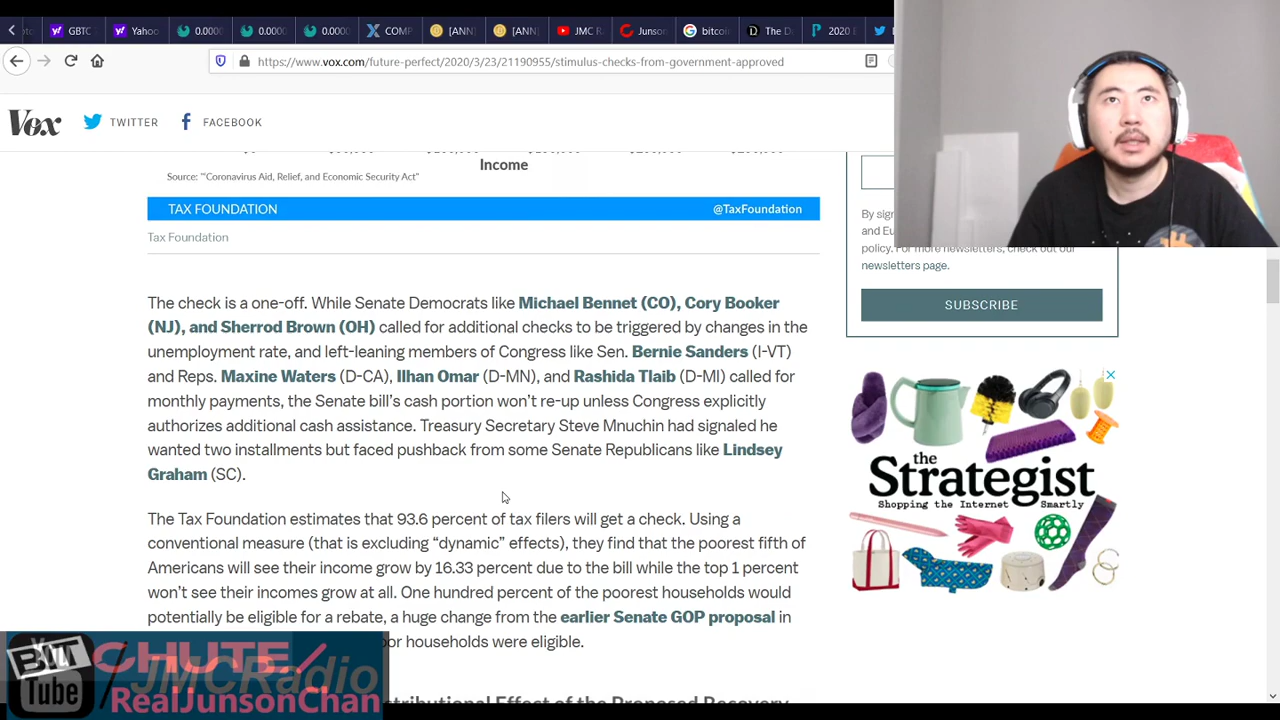 GBTC
Yahoo
0.0000
0.0000
0.0000
COMP
[ANN]
[ANN]
JMC R
Junson
bitcoi
The D
2020
https://www.vox.com/future-perfect/2020/3/23/21190955/stimulus-checks-from-government-approved
Vox
TWITTER
FACEBOOK
Income
Source: "Coronavirus Aid, Relief, and Economic Security Act"
TAX FOUNDATION
@TaxFoundation
Tax Foundation
The check is a one-off. While Senate Democrats like Michael Bennet (CO), Cory Booker
(NJ), and Sherrod Brown (OH) called for additional checks to be triggered by changes in the
unemployment rate, and left-leaning members of Congress like Sen. Bernie Sanders (I-VT)
and Reps. Maxine Waters (D-CA), Ilhan Omar (D-MN), and Rashida Tlaib (D-MI) called for
monthly payments, the Senate bill's cash portion won't re-up unless Congress explicitly
authorizes additional cash assistance. Treasury Secretary Steve Mnuchin had signaled he
wanted two installments but faced pushback from some Senate Republicans like Lindsey
Graham (SC).
The Tax Foundation estimates that 93.6 percent of tax filers will get a check. Using a
conventional measure (that is, excluding "dynamic" effects), they find that the poorest fifth of
Americans will see their income grow by 16.33 percent due to the bill while the top 1 percent
won't see their incomes grow at all. One hundred percent of the poorest households would
potentially be eligible for a rebate, a huge change from the earlier Senate GOP proposal in
households were eligible.
Effect of the Proposed Recovery
By
and
policy. For more newsletters, check out our
newsletters page.
SUBSCRIBE
the
Strategist
Shopping the Internet Smartly
BitCHUTE/
YouTube/JMCRadio
RealJunsonChan